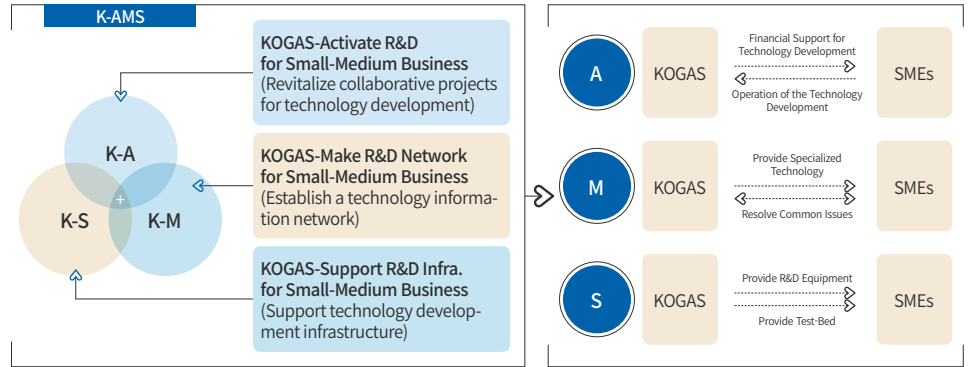 K-AMS
K-A
K-S
+
K-M
KOGAS-Activate R&D
for Small-Medium Business
(Revitalize collaborative projects
for technology development)
KOGAS-Make R&D Network
for Small-Medium Business
(Establish a technology informa-
tion network)
KOGAS-Support R&D Infra.
for Small-Medium Business
(Support technology develop-
ment infrastructure)
A
KOGAS
Financial Support for
Technology Development
Operation of the Technology
Development
SMEs
M
KOGAS
Provide Specialized
Technology
Resolve Common Issues
SMEs
S
KOGAS
Provide R&D Equipment
Provide Test-Bed
SMEs